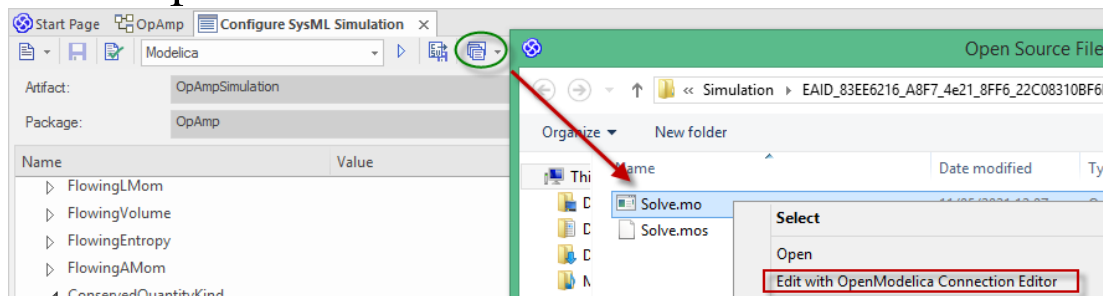 Start Page OpAmp Configure SysML Simulation
Modelica
Artifact: OpAmpSimulation
Package: OpAmp
Name Value
FlowingLMom
FlowingVolume
FlowingEntropy
FlowingAMom
ConservedQuantityKind
Open Source File
« Simulation EAID_83EE6216_A8F7_4e21_8FF6_22C08310BF6
Organize New folder
Name Date modified Ty
Thi
Solve.mo
Solve.mos
Select
Open
Edit with OpenModelica Connection Editor